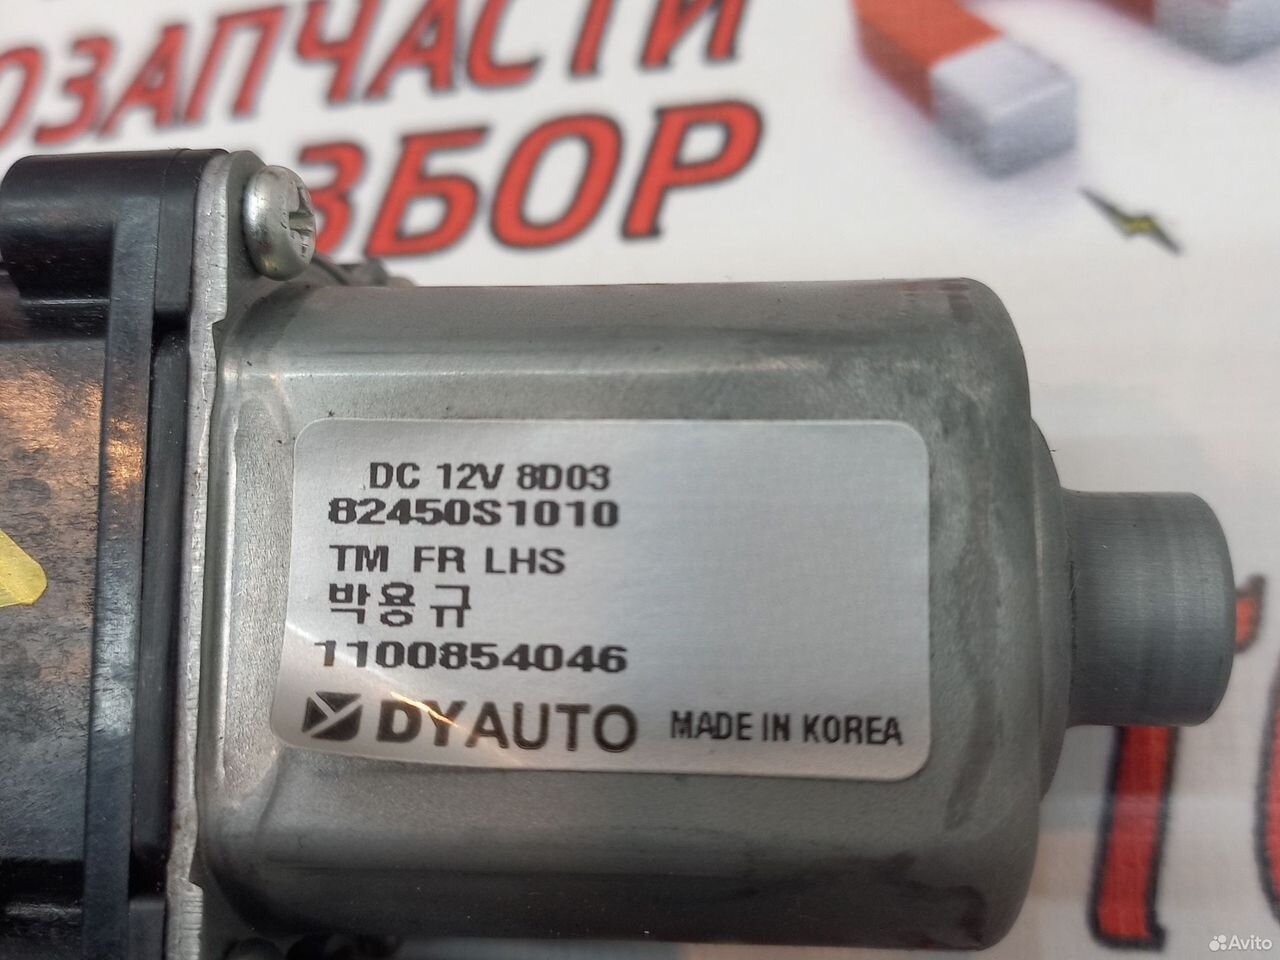 ОЗАПЧАСТИ
ЗБОР
DC 12V 8D03
82450S1010
TM FR LHS
박용규
1100854046
DYAUTO MADE IN KOREA
Avito